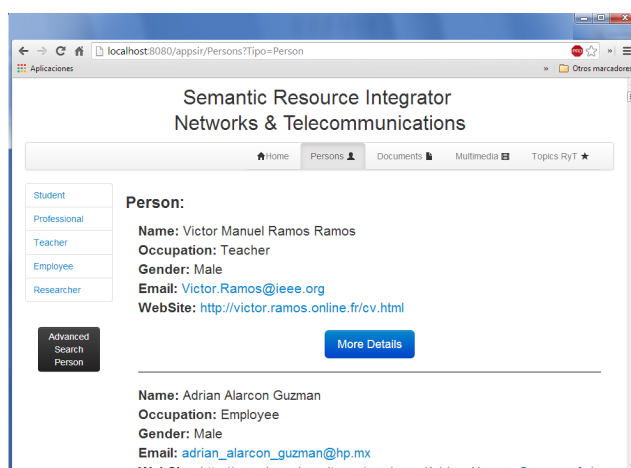 localhost:8080/appsir/Persons?Tipo=Person
Aplicaciones
» Otros marcadores
Semantic Resource Integrator
Networks & Telecommunications
Home Persons Documents Multimedia Topics RyT
Student
Professional
Teacher
Employee
Researcher
Advanced
Search
Person
Person:
Name: Victor Manuel Ramos Ramos
Occupation: Teacher
Gender: Male
Email: Victor.Ramos@ieee.org
WebSite: http://victor.ramos.online.fr/cv.html
More Details
Name: Adrian Alarcon Guzman
Occupation: Employee
Gender: Male
Email: adrian_alarcon_guzman@hp.mx